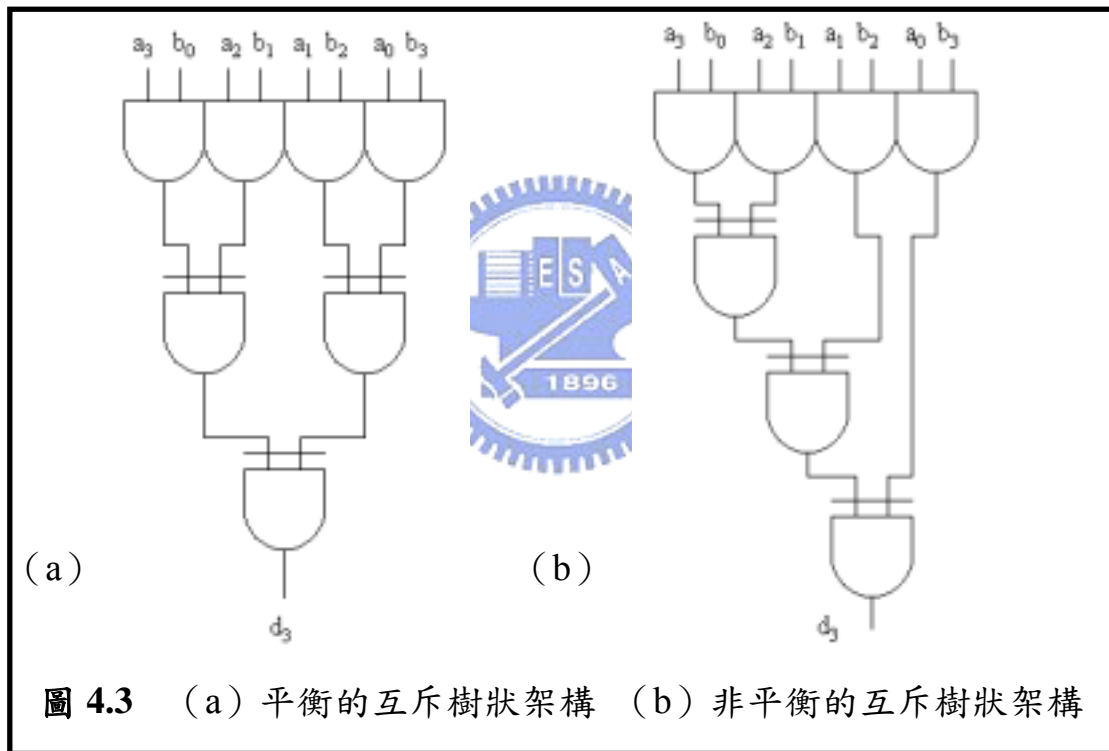 a₃ b₀ a₂ b₁ a₁ b₂ a₀ b₃
d₃
(a)
a₃ b₀ a₂ b₁ a₁ b₂ a₀ b₃
d₃
(b)
E S A
1896
圖 4.3 (a)平衡的互斥樹狀架構 (b)非平衡的互斥樹狀架構